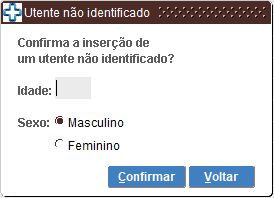 Utente não identificado
Confirma a inserção de
um utente não identificado?
Idade:
Sexo: Masculino
Feminino
Confirmar Voltar